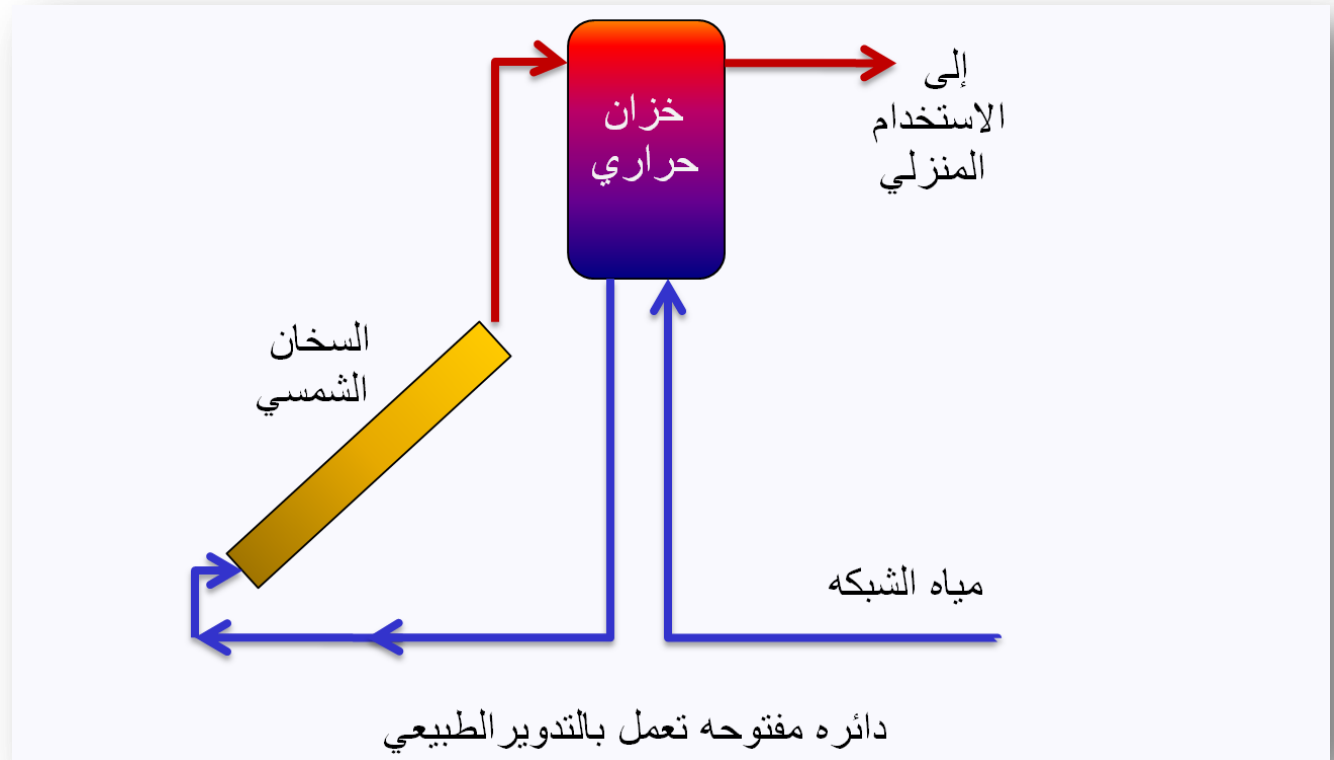 إلى
الاستخدام
المنزلي
خزان
حراري
السخان
الشمسي
مياه الشبكه
دائره مفتوحه تعمل بالتدوير الطبيعي